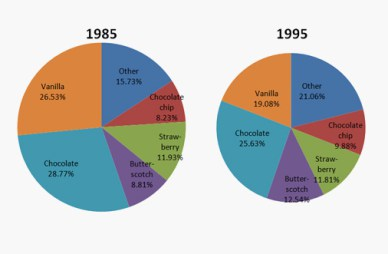 1985
Other
15.73%
Chocolate
chip
8.23%
Straw-
berry
11.93%
Butter-
scotch
8.81%
Chocolate
28.77%
Vanilla
26.53%
1995
Other
21.06%
Chocolate
chip
9.88%
Straw-
berry
11.81%
Butter-
scotch
12.54%
Chocolate
25.63%
Vanilla
19.08%